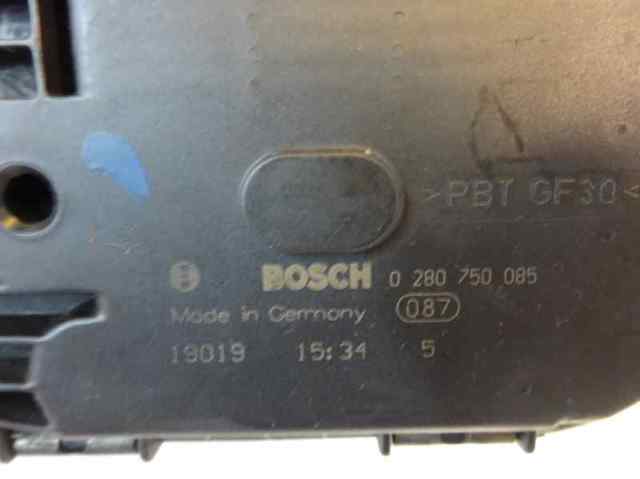 >PBT GF30<
BOSCH 0 280 750 085
Made in Germany 087
19019 15:34 5